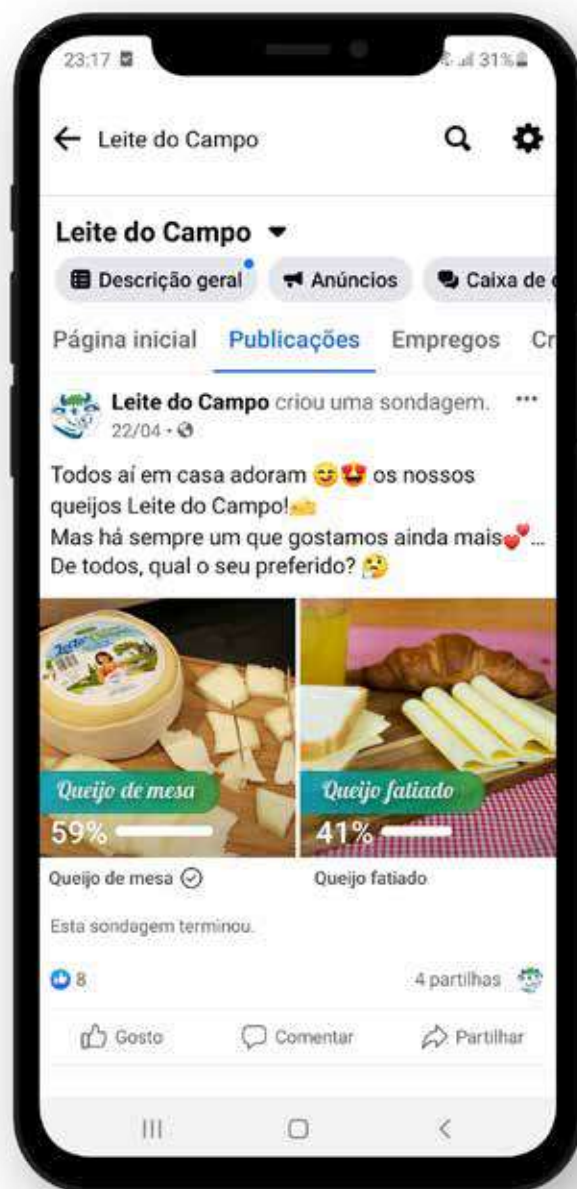 23:17
31%
Leite do Campo
Leite do Campo
Descrição geral
Anúncios
Caixa de
Página inicial
Publicações
Empregos
Cr
Leite do Campo criou uma sondagem.
22/04
Todos aí em casa adoram 😊😍 os nossos
queijos Leite do Campo!🧀
Mas há sempre um que gostamos ainda mais💕...
De todos, qual o seu preferido? 🤔
Queijo de mesa
59%
Queijo fatiado
41%
Queijo de mesa
Queijo fatiado
Esta sondagem terminou.
8
4 partilhas
Gosto
Comentar
Partilhar